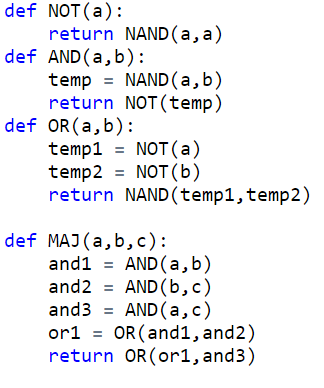 def NOT(a):
    return NAND(a,a)
def AND(a,b):
    temp = NAND(a,b)
    return NOT(temp)
def OR(a,b):
    temp1 = NOT(a)
    temp2 = NOT(b)
    return NAND(temp1,temp2)

def MAJ(a,b,c):
    and1 = AND(a,b)
    and2 = AND(b,c)
    and3 = AND(a,c)
    or1 = OR(and1,and2)
    return OR(or1,and3)